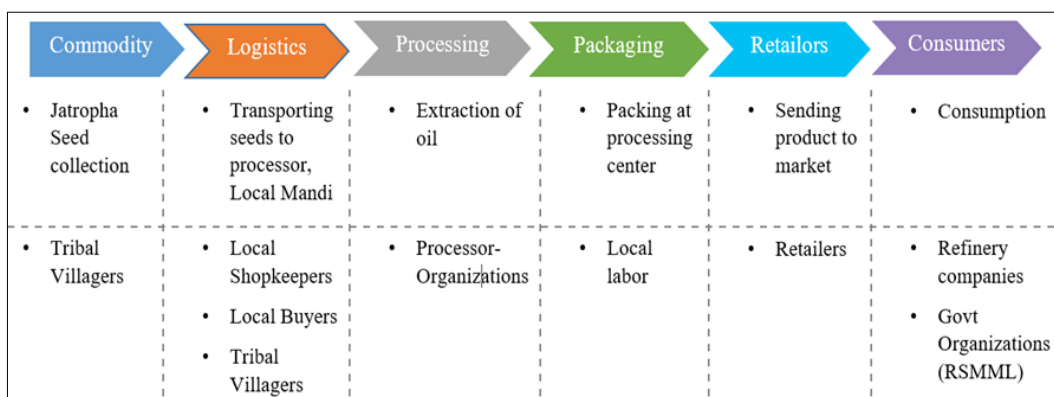 Commodity
Logistics
Processing
Packaging
Retailors
Consumers
• Jatropha
Seed
collection
• Transporting
seeds to
processor,
Local Mandi
• Extraction of
oil
• Packing at
processing
center
• Sending
product to
market
• Consumption
• Tribal
Villagers
• Local
Shopkeepers
• Local Buyers
• Tribal
Villagers
• Processor-
Organizations
• Local
labor
• Retailers
• Refinery
companies
• Govt
Organizations
(RSMML)